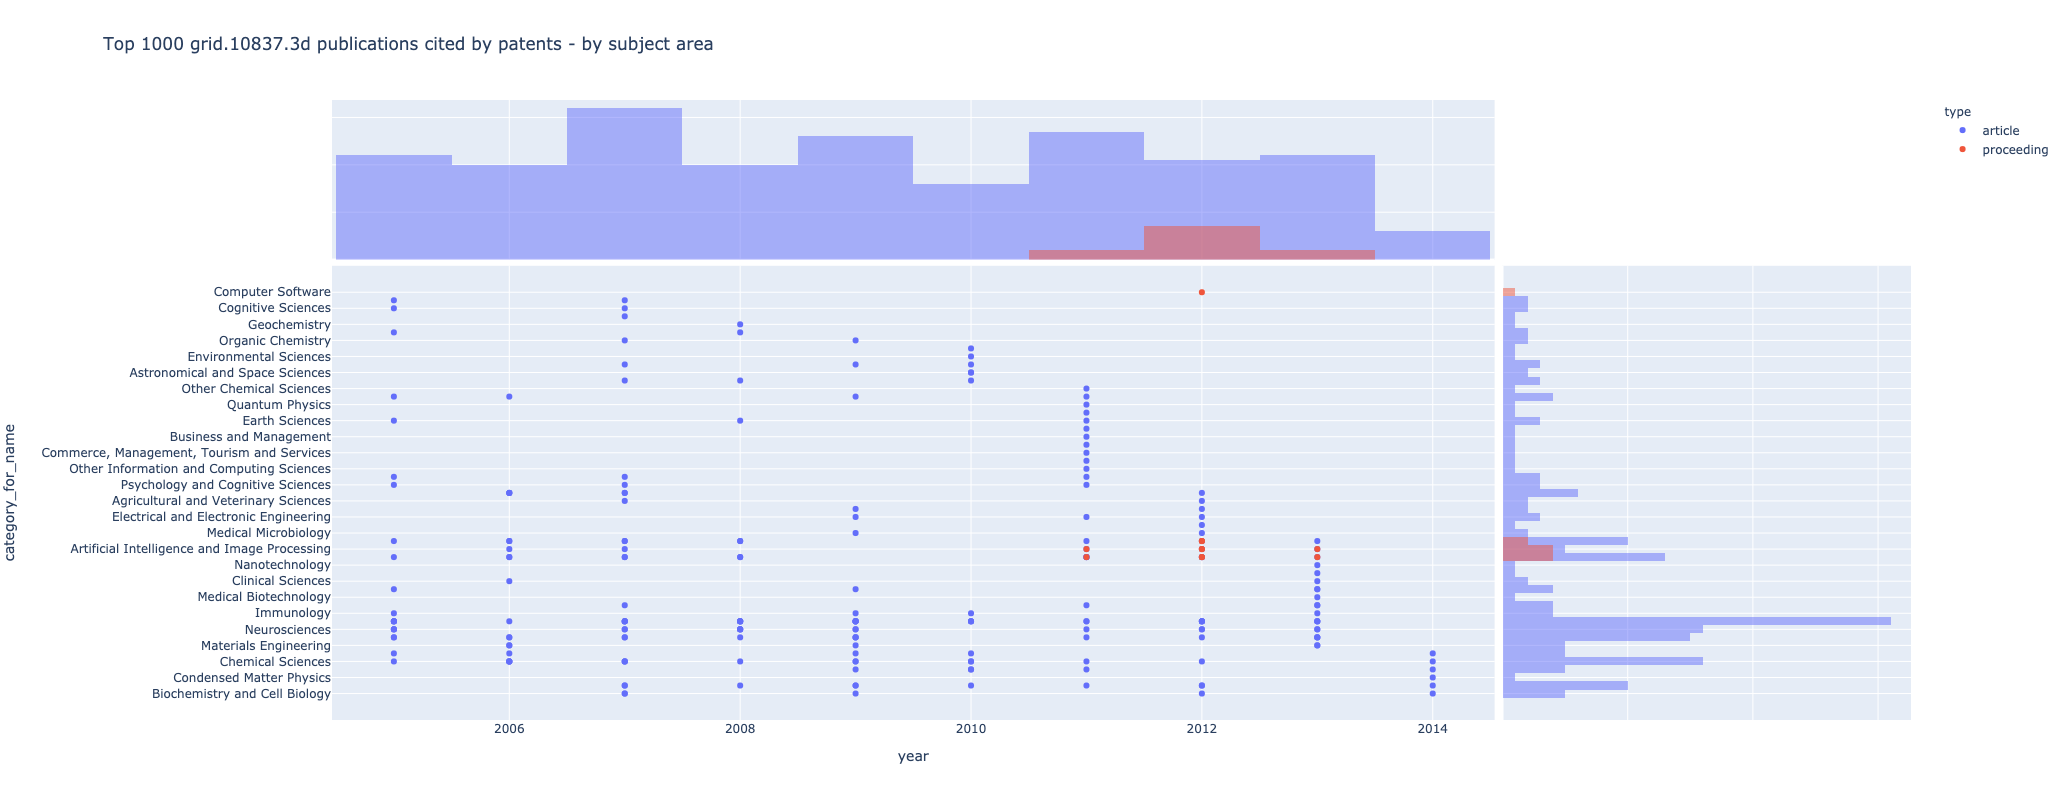 Top 1000 grid.10837.3d publications cited by patents - by subject area
type
article
proceeding
category_for_name
Computer Software
Cognitive Sciences
Geochemistry
Organic Chemistry
Environmental Sciences
Astronomical and Space Sciences
Other Chemical Sciences
Quantum Physics
Earth Sciences
Business and Management
Commerce, Management, Tourism and Services
Other Information and Computing Sciences
Psychology and Cognitive Sciences
Agricultural and Veterinary Sciences
Electrical and Electronic Engineering
Medical Microbiology
Artificial Intelligence and Image Processing
Nanotechnology
Clinical Sciences
Medical Biotechnology
Immunology
Neurosciences
Materials Engineering
Chemical Sciences
Condensed Matter Physics
Biochemistry and Cell Biology
2006 2008 2010 2012 2014
year